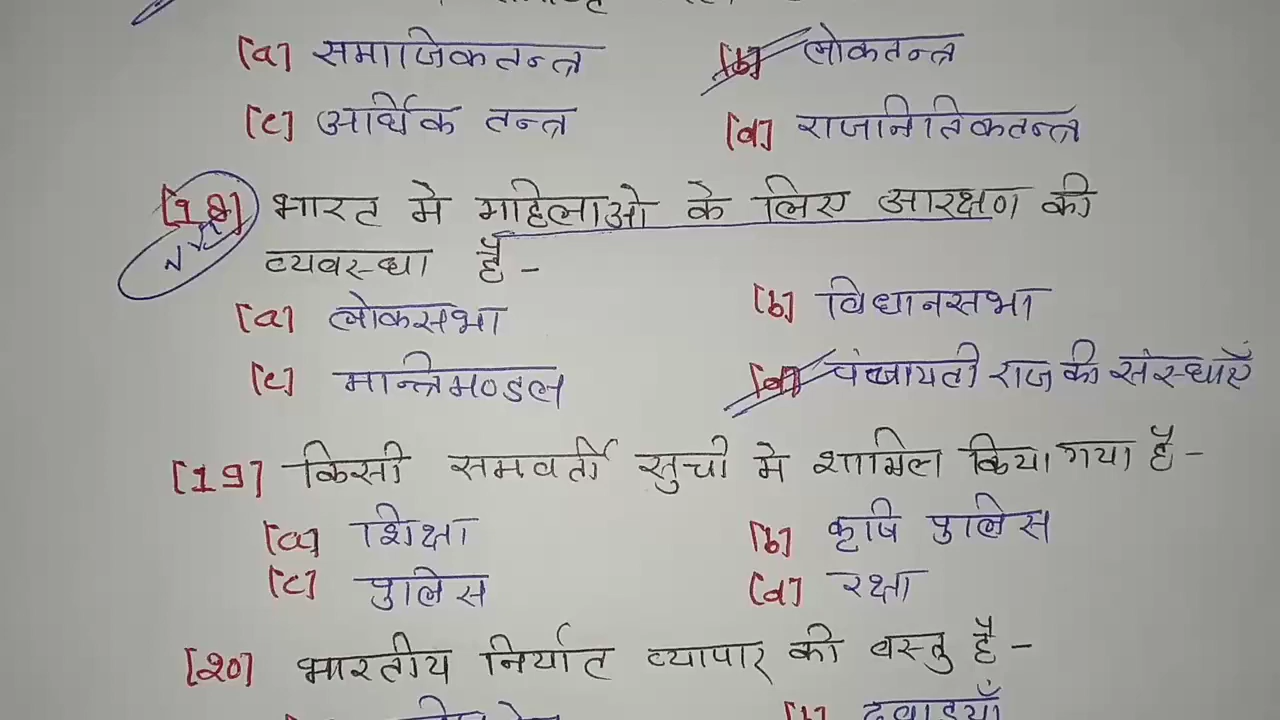 [a] समाजिकतन्त्र [b] लोकतन्त्र
[c] आर्थिक तन्त्र [d] राजनितिकतन्त्र
[18] भारत मे महिलाओ के लिए आरक्षण की
व्यवस्था हैं -
[a] लोकसभा [b] विधानसभा
[c] मान्त्रिमण्डल [d] पंञ्चायती राज की संस्थाएँ
[19] किसी समवर्ती सुची मे शामिल किया गया हैं -
[a] शिक्षा [b] कृषि पुलिस
[c] पुलिस [d] रक्षा
[20] भारतीय निर्यात व्यापार की वस्तु हैं -
[b] दवाइयाँ